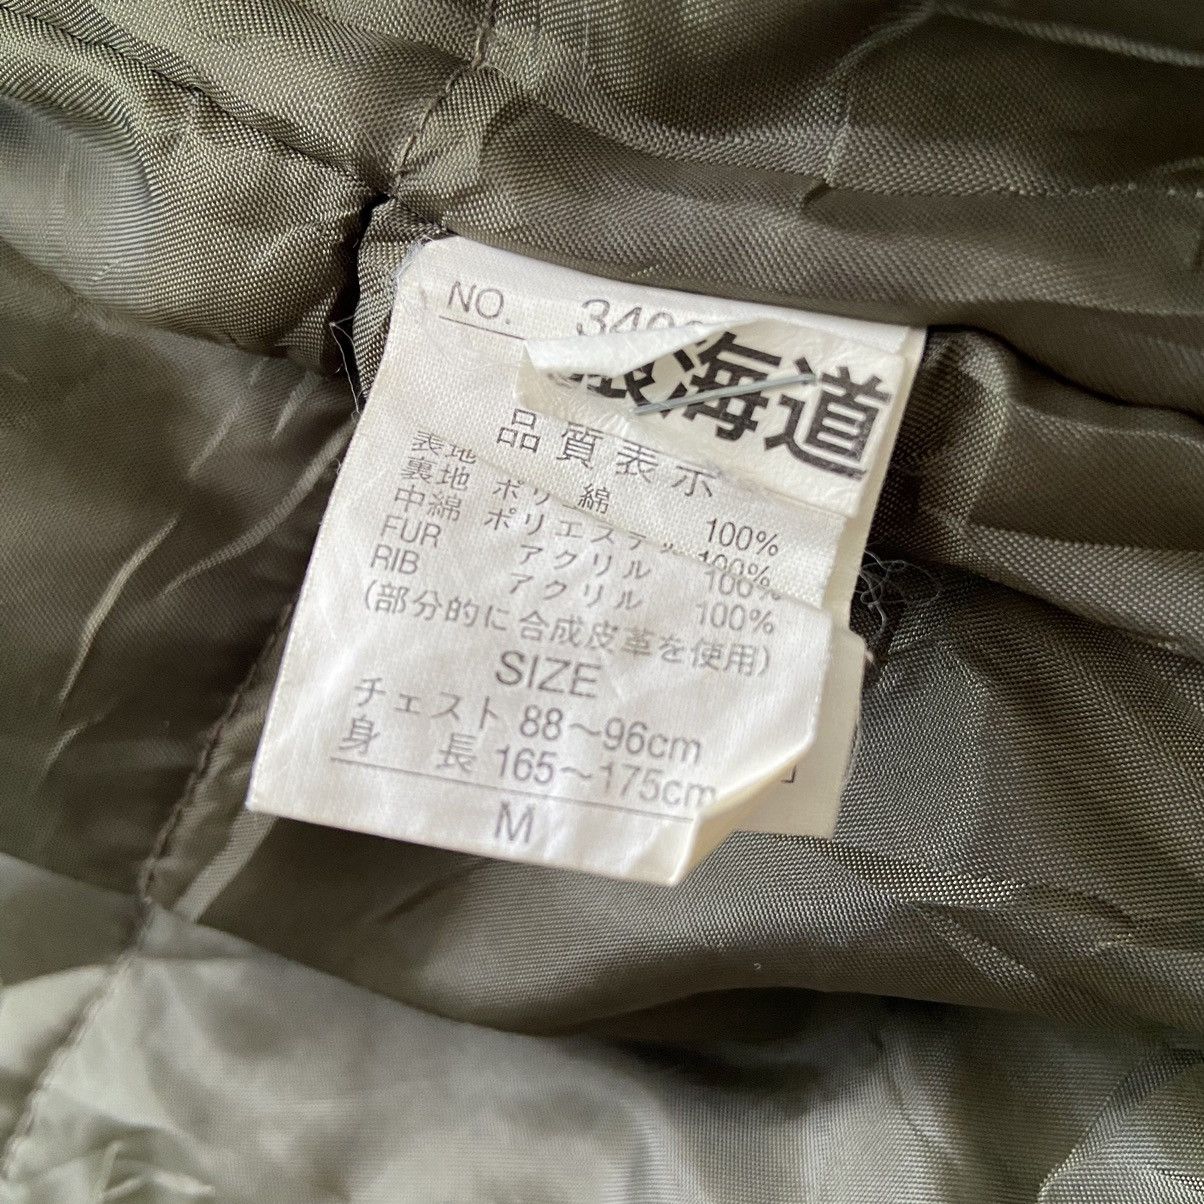 NO. 340
海道
品質表示
表地 綿 100%
裏地 ポリ 100%
中綿 ポリエステ 100%
FUR アクリル 100%
RIB アクリル
(部分的に合成皮革を使用)
SIZE
チェスト 88～96cm
身長 165～175cm
M